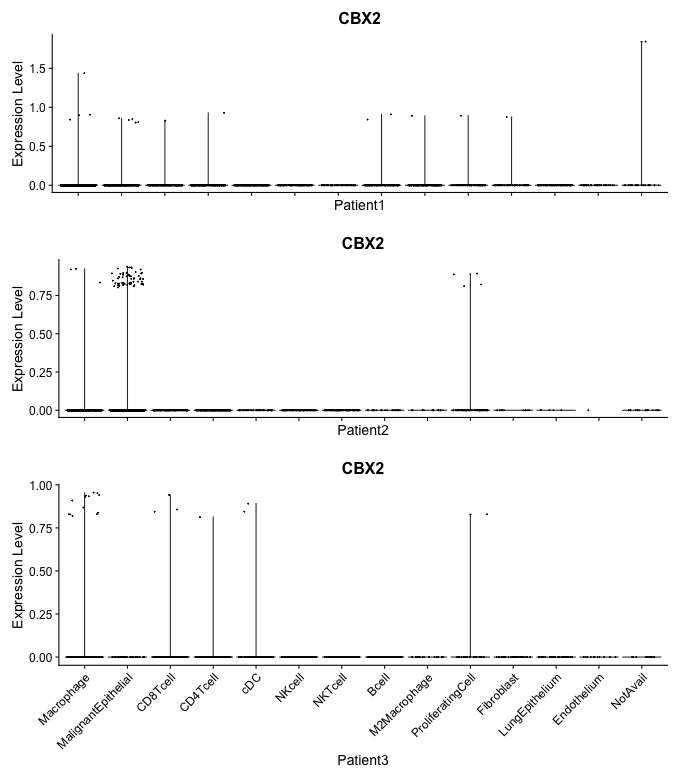 CBX2
Expression Level
1.5
1.0
0.5
0.0
Patient1
CBX2
Expression Level
0.75
0.50
0.25
0.00
Patient2
CBX2
Expression Level
1.00
0.75
0.50
0.25
0.00
Macrophage
MalignantEpithelial
CD8Tcell
CD4Tcell
cDC
NKcell
NKTcell
Bcell
M2Macrophage
ProliferatingCell
Fibroblast
LungEpithelium
Endothelium
NotAvail
Patient3